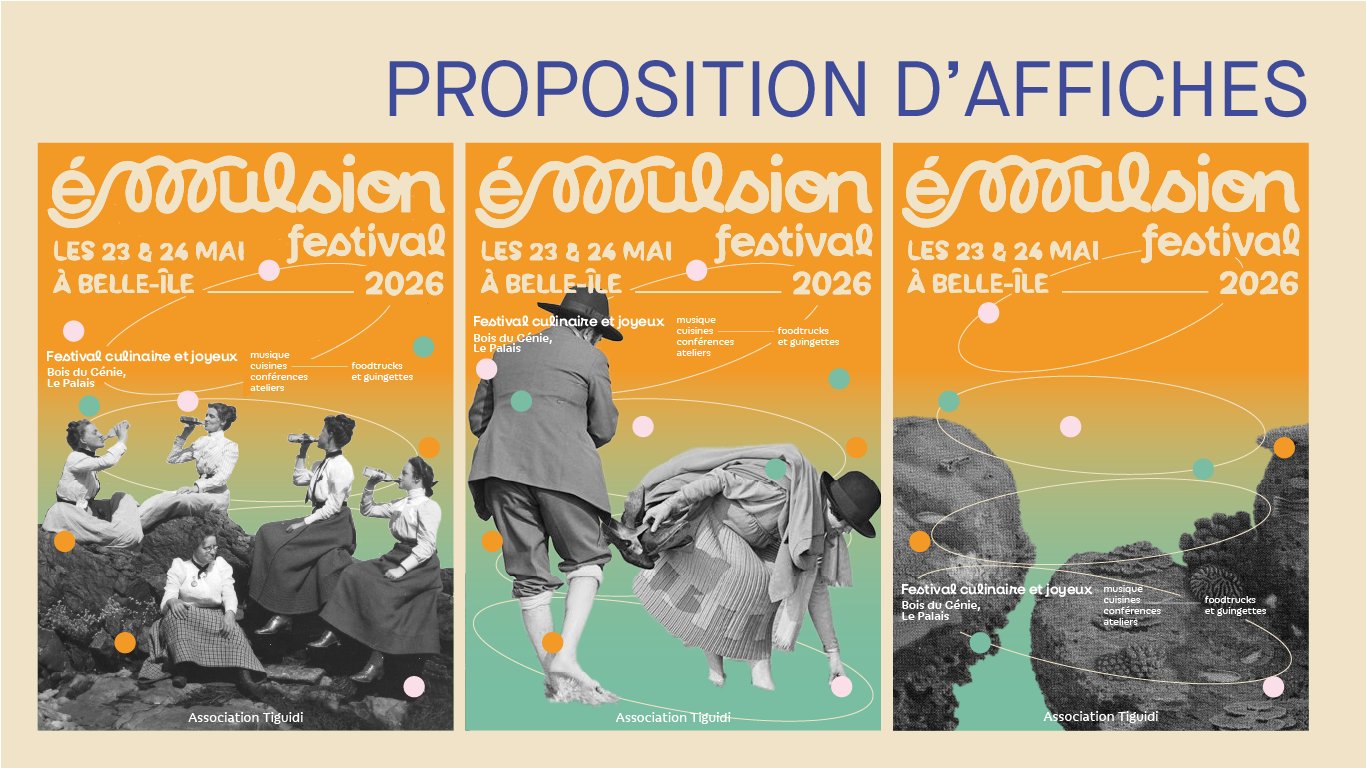 PROPOSITION D'AFFICHES
émulsion
festival
LES 23 & 24 MAI
À BELLE-ÎLE
2026
Festival culinaire et joyeux
Bois du Génie,
Le Palais
musique
cuisines
conférences
ateliers
foodtrucks
et guingettes
Association Tiguidi
émulsion
festival
LES 23 & 24 MAI
À BELLE-ÎLE
2026
Festival culinaire et joyeux
Bois du Génie,
Le Palais
musique
cuisines
conférences
ateliers
foodtrucks
et guingettes
Association Tiguidi
émulsion
festival
LES 23 & 24 MAI
À BELLE-ÎLE
2026
Festival culinaire et joyeux
Bois du Génie,
Le Palais
musique
cuisines
conférences
ateliers
foodtrucks
et guingettes
Association Tiguidi